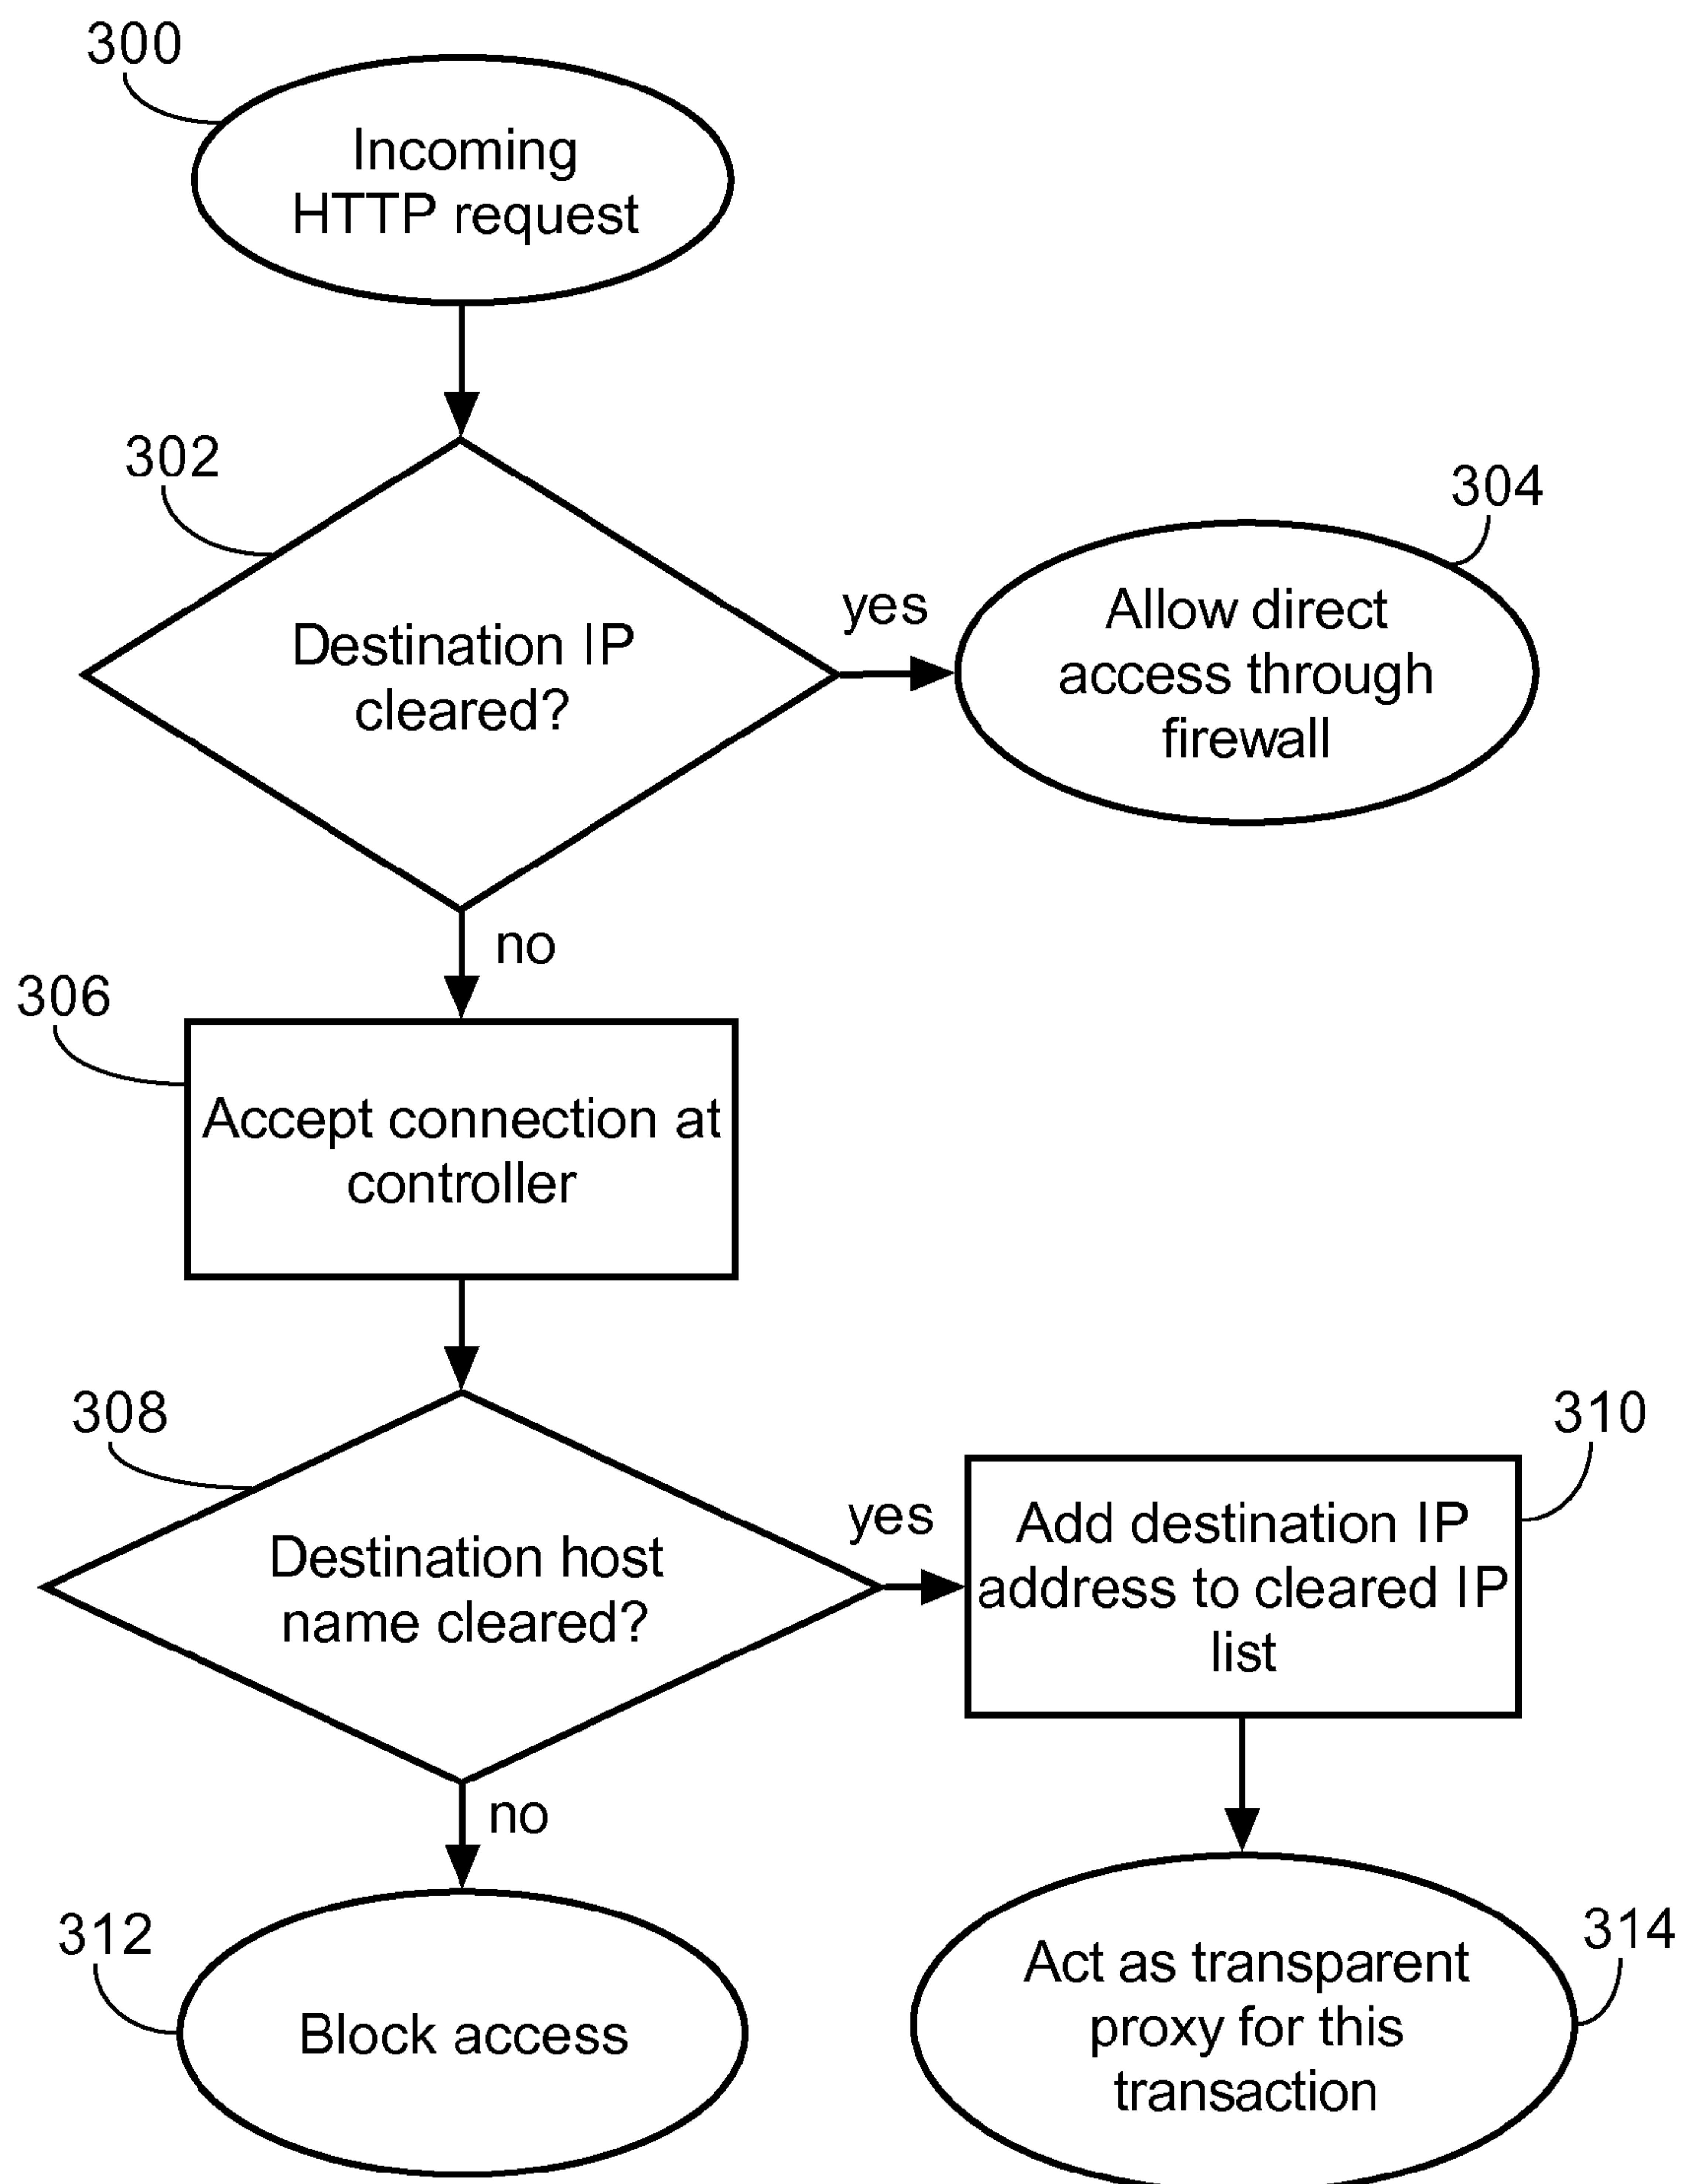 300
Incoming
HTTP request
302
Destination IP
cleared?
yes
304
Allow direct
access through
firewall
no
306
Accept connection at
controller
308
Destination host
name cleared?
yes
310
Add destination IP
address to cleared IP
list
no
312
Block access
314
Act as transparent
proxy for this
transaction